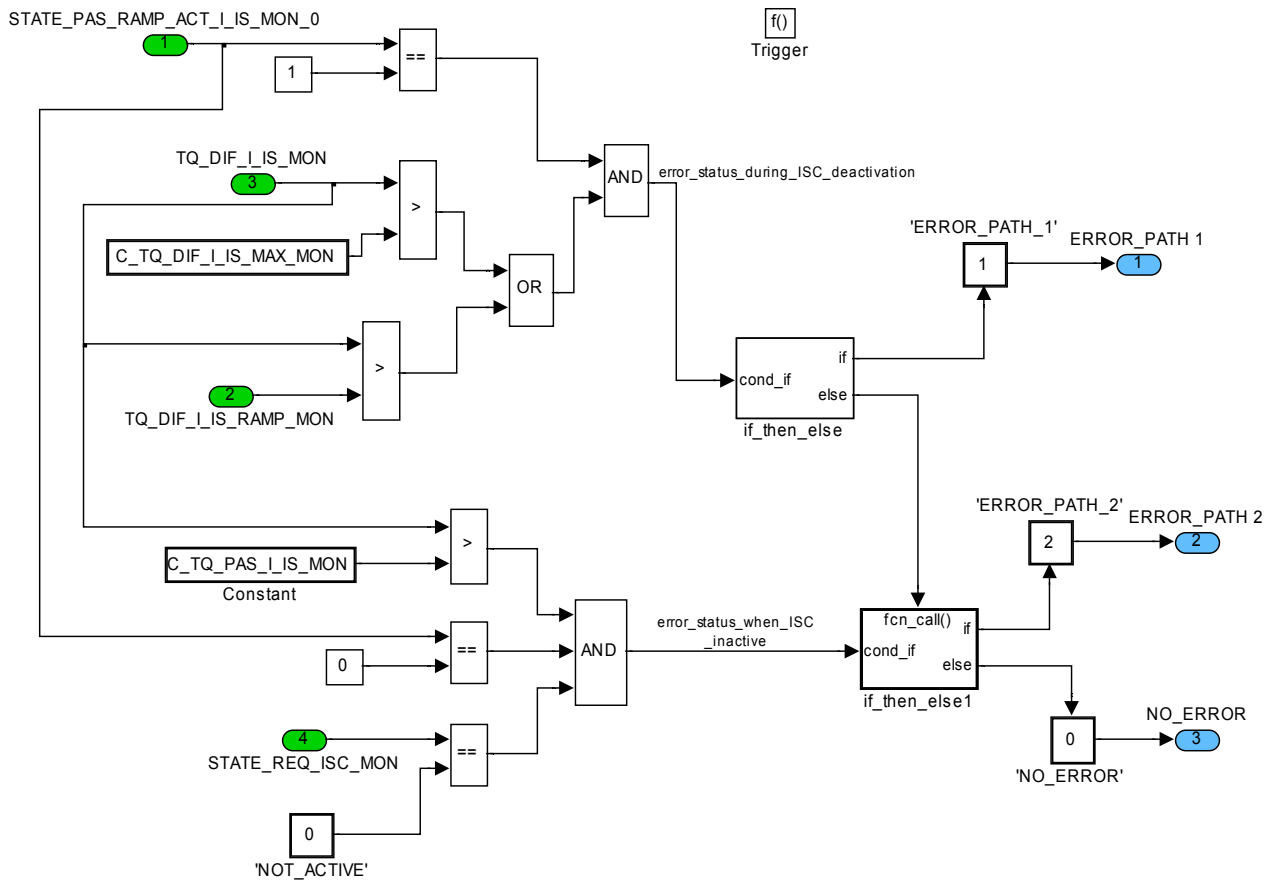 STATE_PAS_RAMP_ACT_I_IS_MON_0
1
f()
Trigger
==
1
TQ_DIF_I_IS_MON
3
>
AND
error_status_during_ISC_deactivation
C_TQ_DIF_I_IS_MAX_MON
'ERROR_PATH_1'
ERROR_PATH 1
1
1
OR
>
2
TQ_DIF_I_IS_RAMP_MON
if
cond_if
else
if_then_else
>
C_TQ_PAS_I_IS_MON
Constant
'ERROR_PATH_2'
ERROR_PATH 2
2
2
==
0
AND
error_status_when_ISC
_inactive
fcn_call()
if
cond_if
else
if_then_else1
4
STATE_REQ_ISC_MON
==
0
'NOT_ACTIVE'
NO_ERROR
0
3
'NO_ERROR'